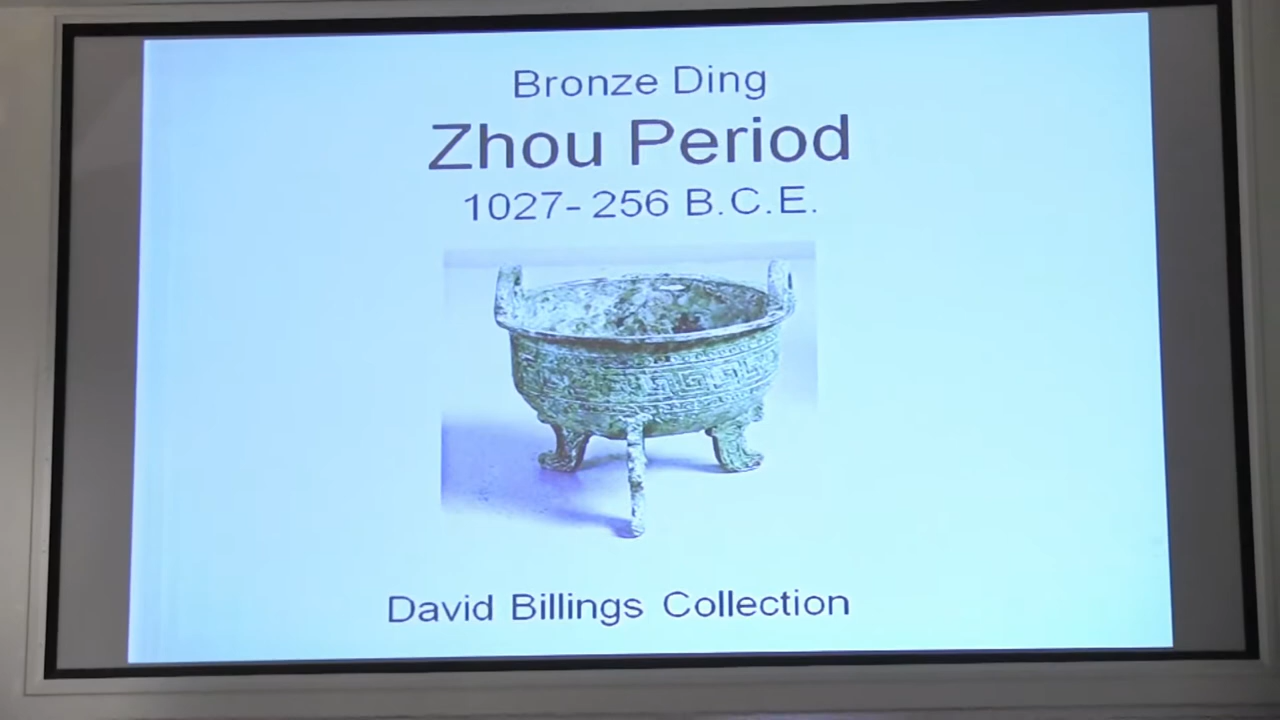 Bronze Ding
Zhou Period
1027- 256 B.C.E.
David Billings Collection